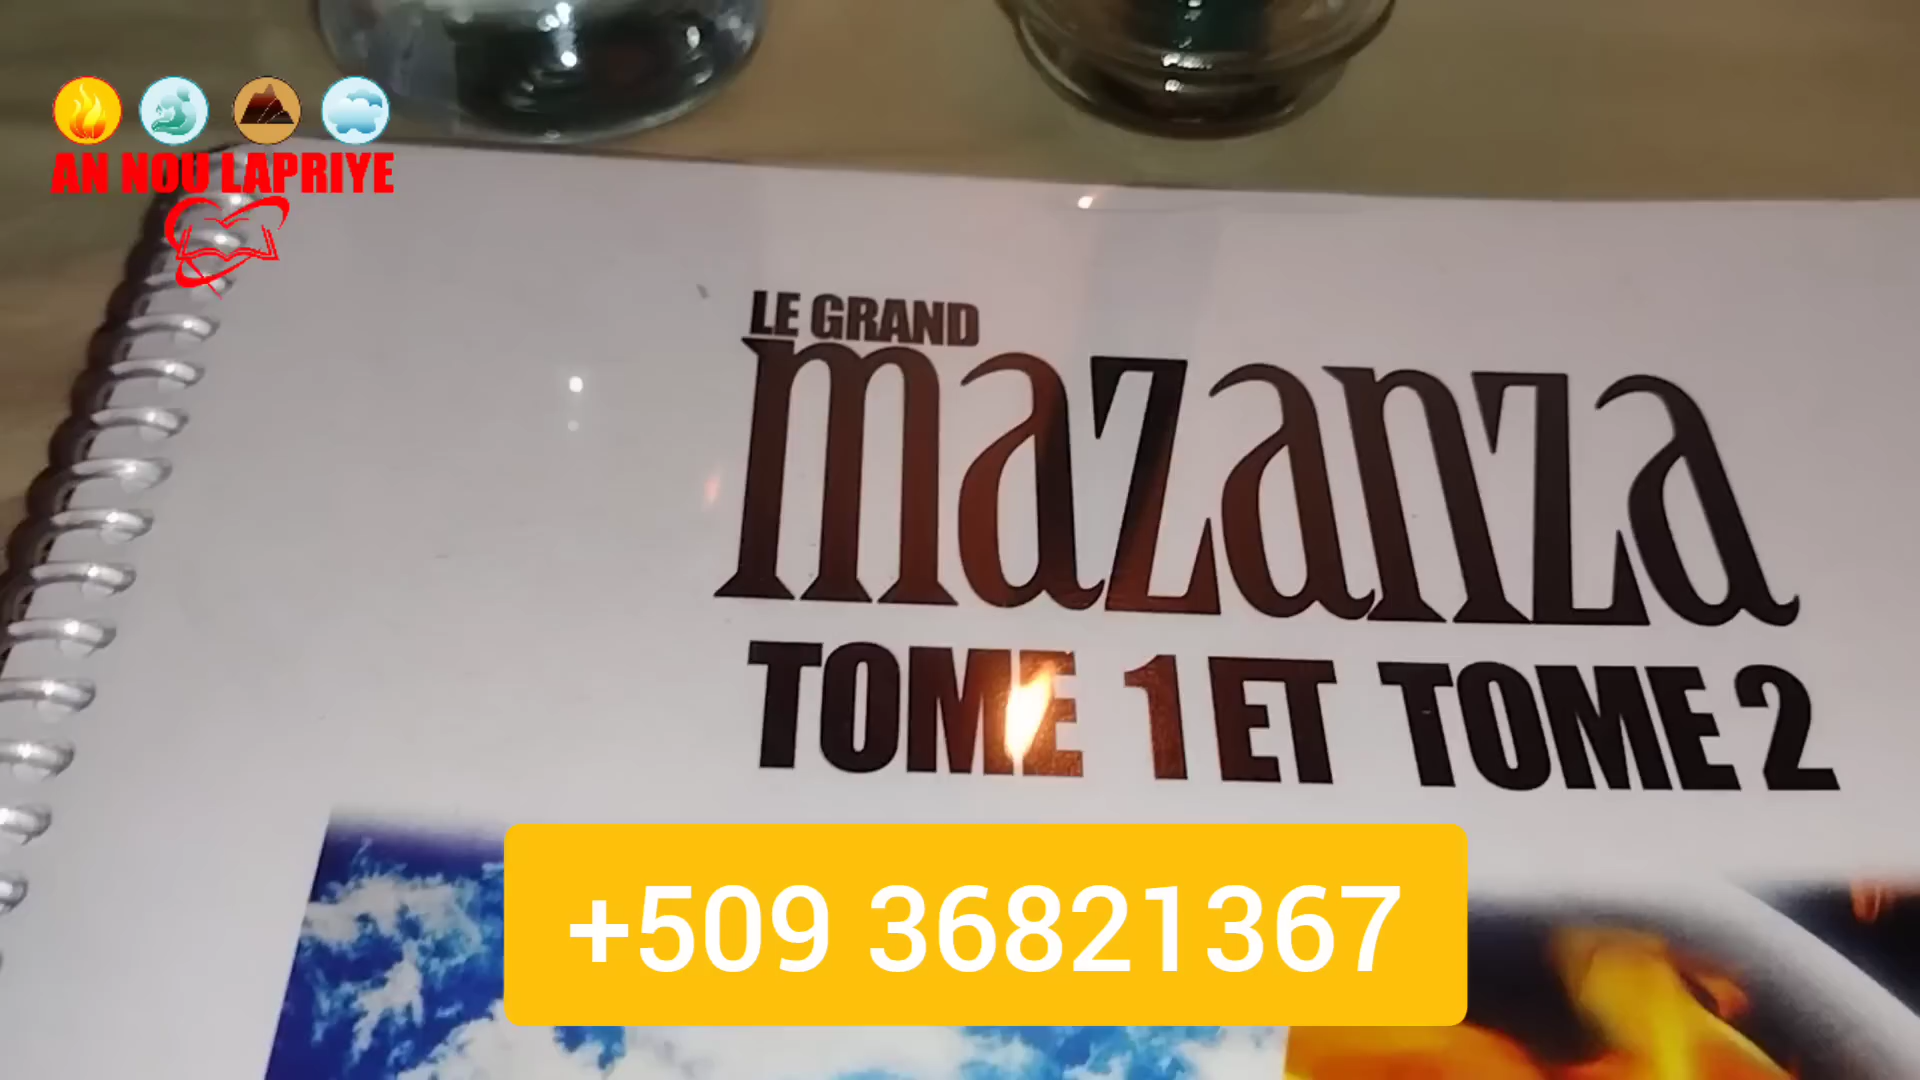 AN NOU LAPRIYE
LE GRAND
mazanza
TOME 1 ET TOME 2
+509 36821367